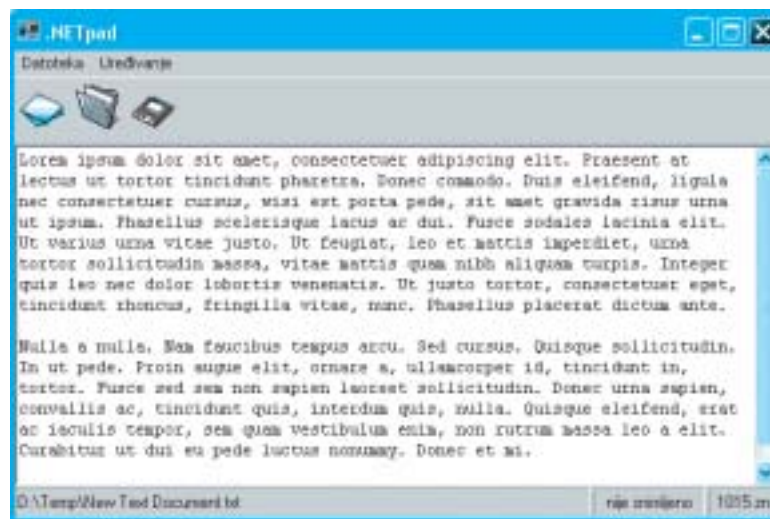 .NETpad
Datoteka Uređivanje
Lorem ipsum dolor sit amet, consectetuer adipiscing elit. Praesent at
lectus ut tortor tincidunt pharetra. Donec commodo. Duis eleifend, ligula
nec consectetuer cursus, wisi est porta pede, sit amet gravida risus urna
ut ipsum. Phasellus scelerisque lacus ac dui. Fusce sodales lacinia elit.
Ut varius urna vitae justo. Ut feugiat, leo et mattis imperdiet, urna
tortor sollicitudin massa, vitae mattis quam nibh aliquam turpis. Integer
quis leo nec dolor lobortis venenatis. Ut justo tortor, consectetuer eget,
tincidunt rhoncus, fringilla vitae, nunc. Phasellus placerat dictum ante.
Nulla a nulla. Nam faucibus tempus arcu. Sed cursus. Quisque sollicitudin.
In ut pede. Proin augue elit, ornare a, ullamcorper id, tincidunt in,
tortor. Fusce sed sem non sapien laoreet sollicitudin. Donec urna sapien,
convallis ac, tincidunt quis, interdum quis, nulla. Quisque eleifend, erat
ac iaculis tempor, sem quam vestibulum enim, non rutrum massa leo a elit.
Curabitur ut dui eu pede luctus nonummy. Donec et mi.
D:\Temp\New Text Document.txt nije snimljeno 1015 zn